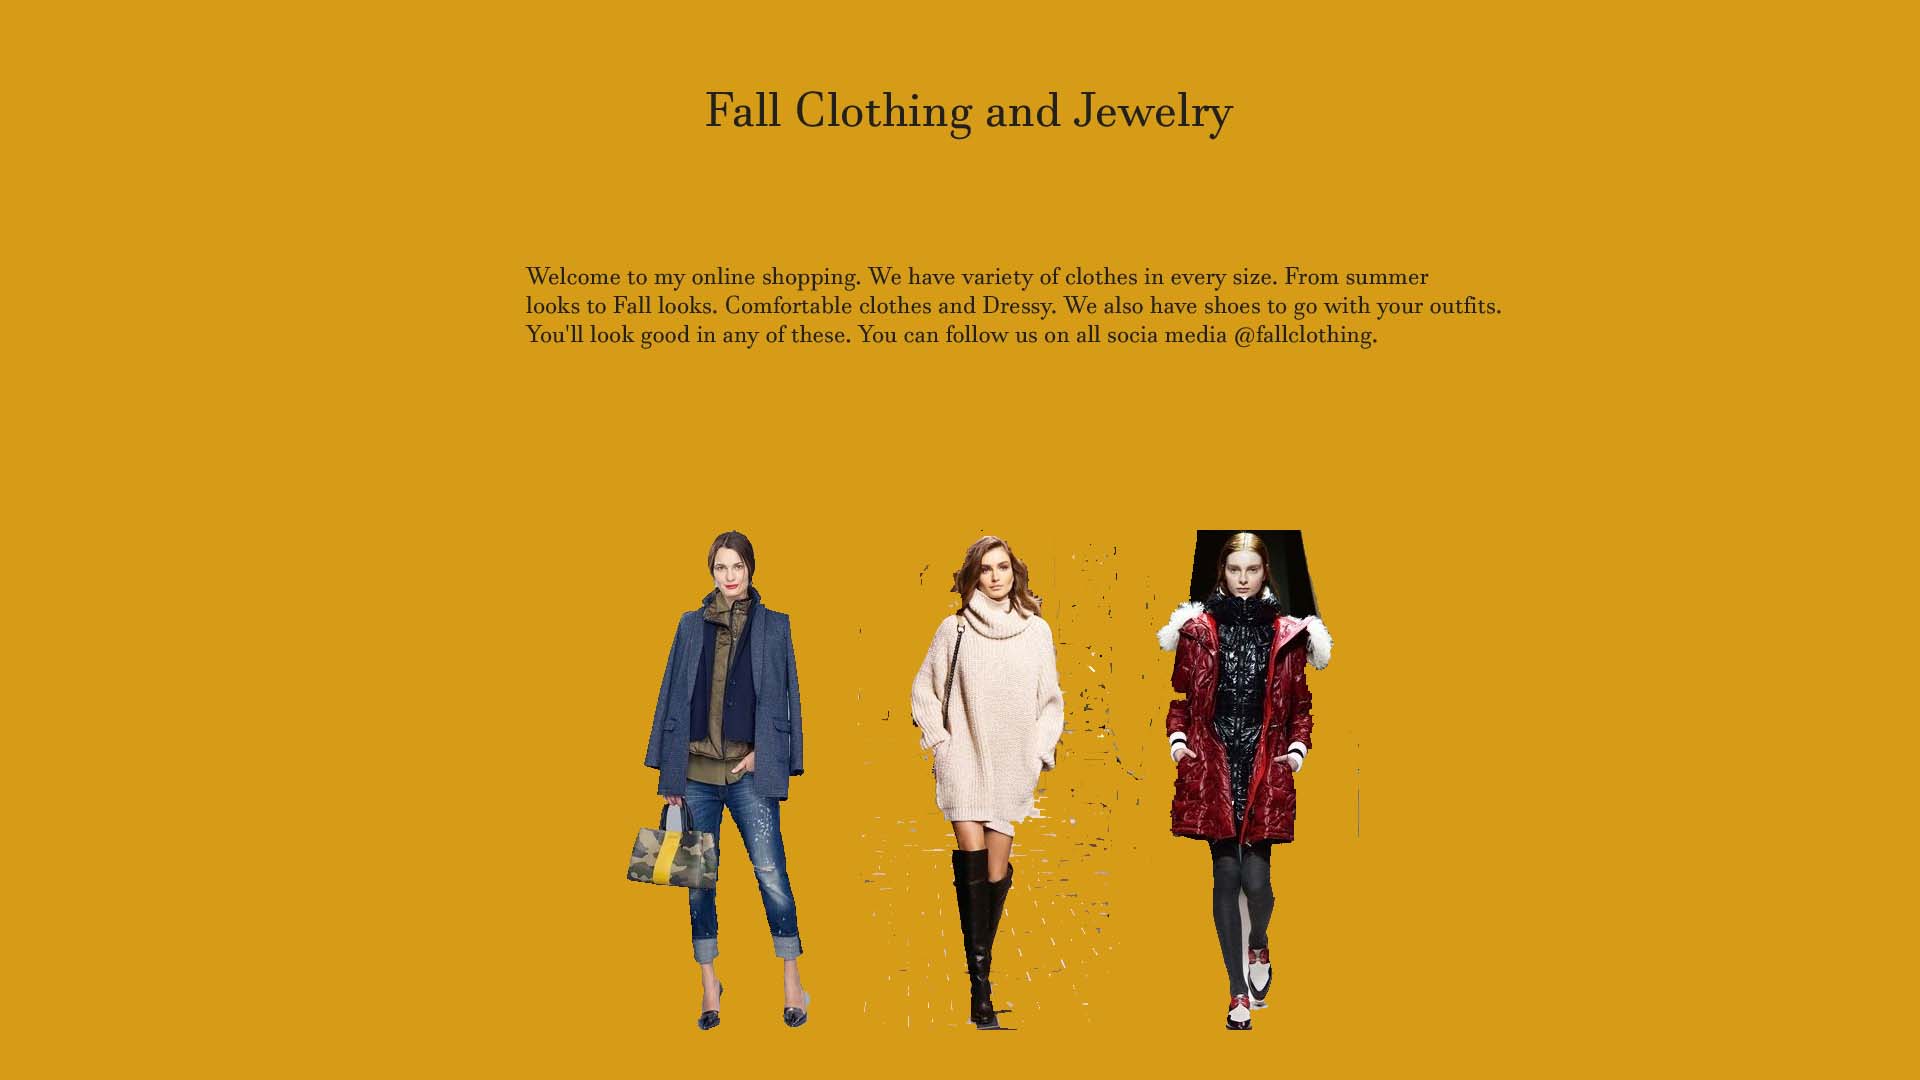 Fall Clothing and Jewelry
Welcome to my online shopping. We have variety of clothes in every size. From summer
looks to Fall looks. Comfortable clothes and Dressy. We also have shoes to go with your outfits.
You'll look good in any of these. You can follow us on all socia media @fallclothing.